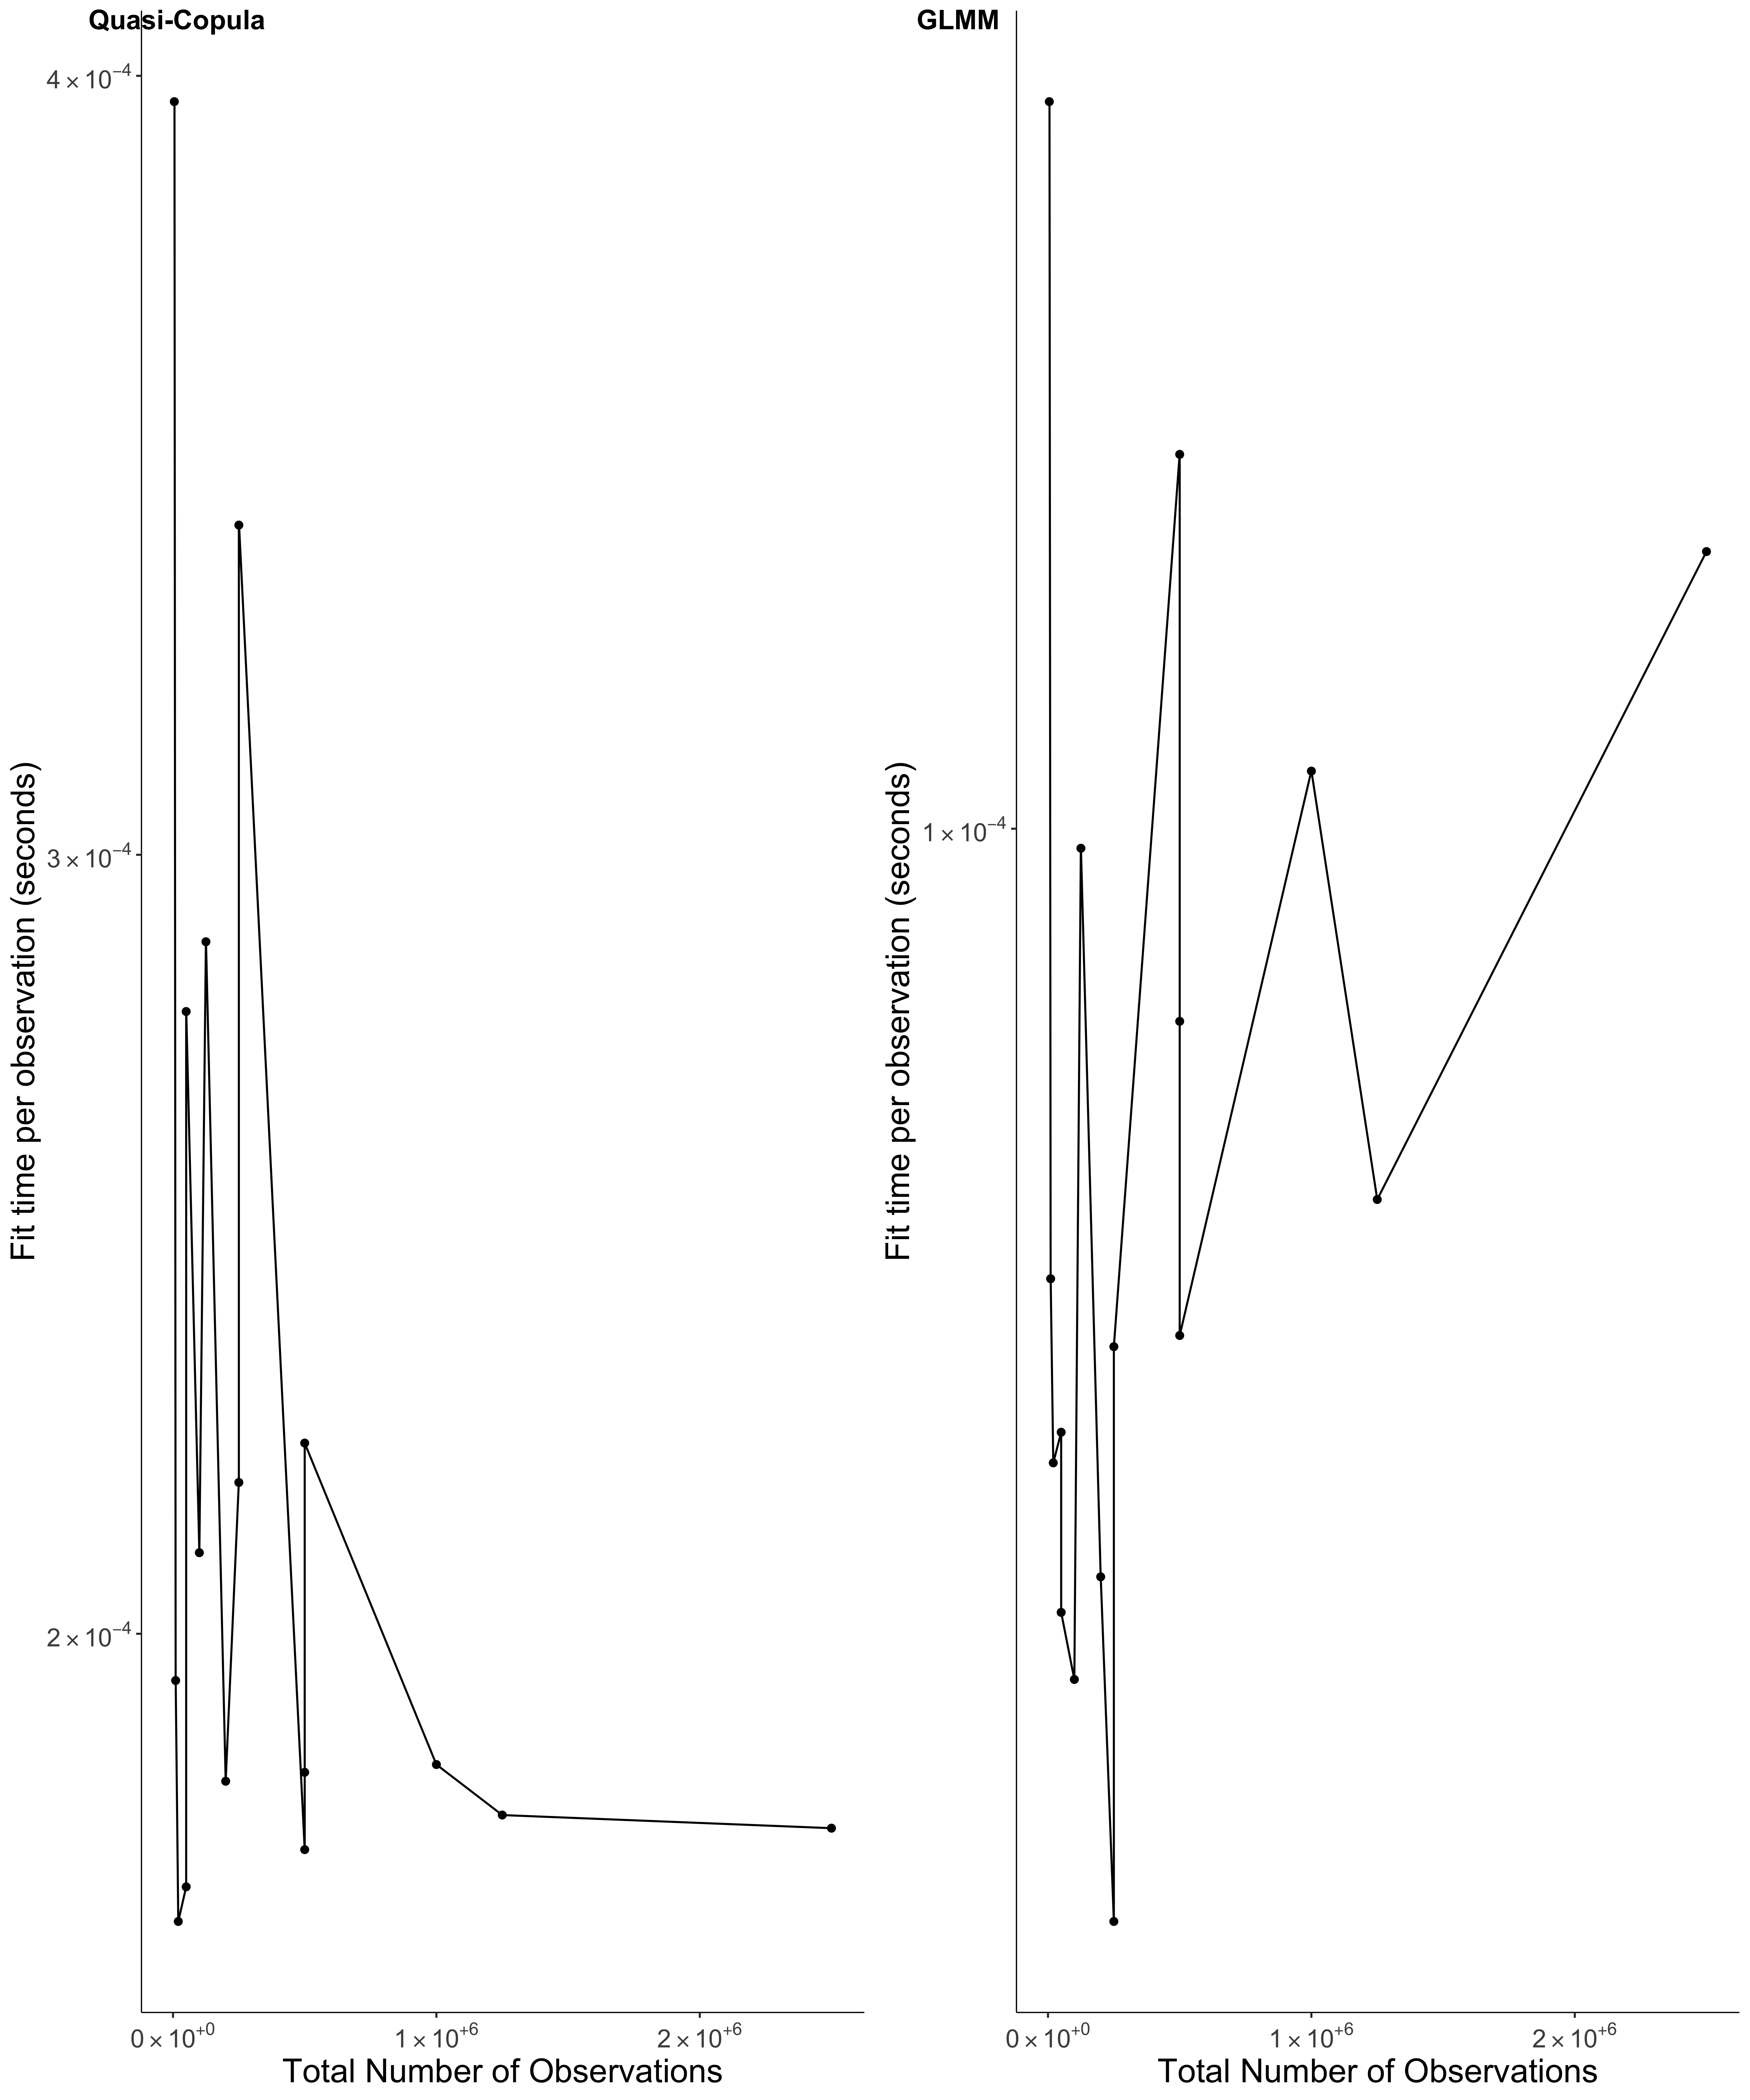 Quasi-Copula
4 × 10⁻⁴
3 × 10⁻⁴
2 × 10⁻⁴
Fit time per observation (seconds)
0 × 10⁺⁰ 1 × 10⁺⁶ 2 × 10⁺⁶
Total Number of Observations
GLMM
1 × 10⁻⁴
Fit time per observation (seconds)
0 × 10⁺⁰ 1 × 10⁺⁶ 2 × 10⁺⁶
Total Number of Observations